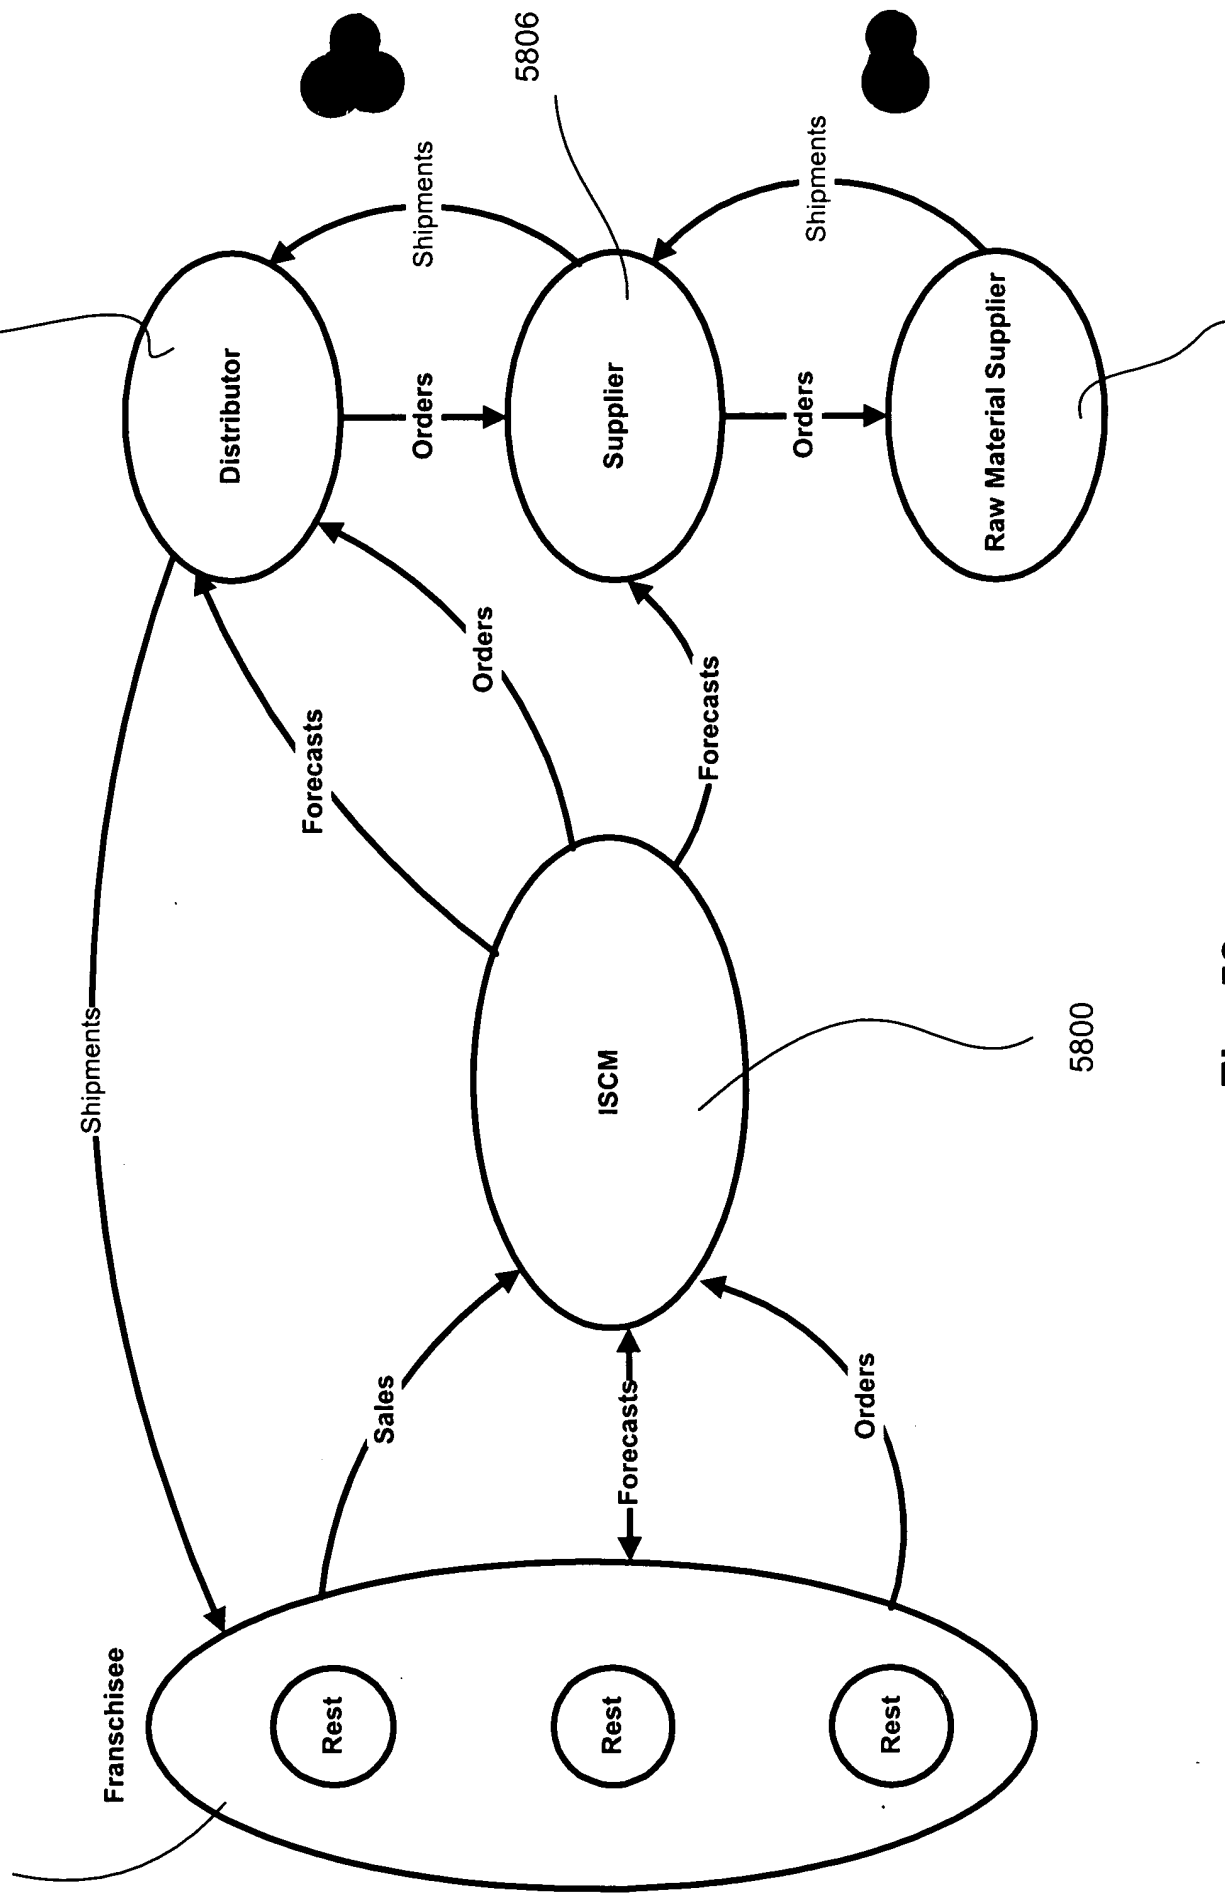 Shipments
Franschisee
Distributor
Forecasts
Rest
Sales
Orders
Shipments
Orders
5806
Rest
ISCM
Supplier
Forecasts
Forecasts
Orders
Shipments
Orders
Rest
Raw Material Supplier
5800